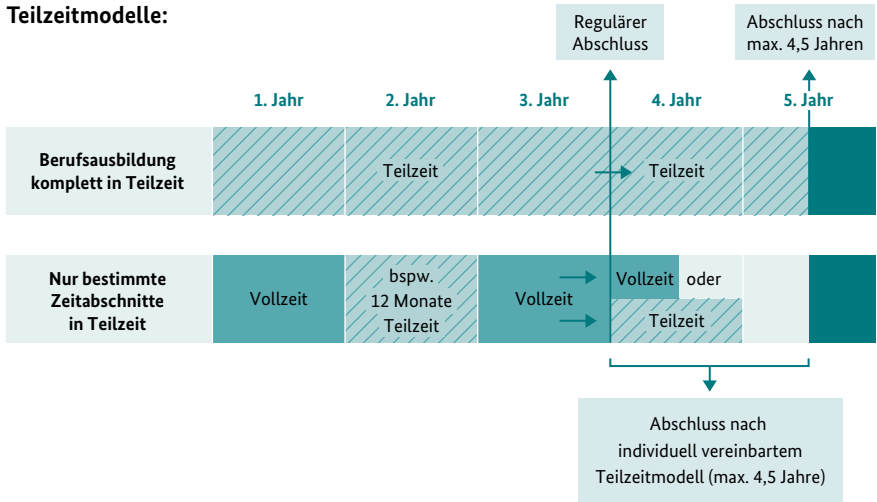 Teilzeitmodelle:
Regulärer
Abschluss
Abschluss nach
max. 4,5 Jahren
1. Jahr
2. Jahr
3. Jahr
4. Jahr
5. Jahr
Berufsausbildung
komplett in Teilzeit
Teilzeit
Teilzeit
Nur bestimmte
Zeitabschnitte
in Teilzeit
Vollzeit
bspw.
12 Monate
Teilzeit
Vollzeit
Vollzeit oder
Teilzeit
Abschluss nach
individuell vereinbartem
Teilzeitmodell (max. 4,5 Jahre)